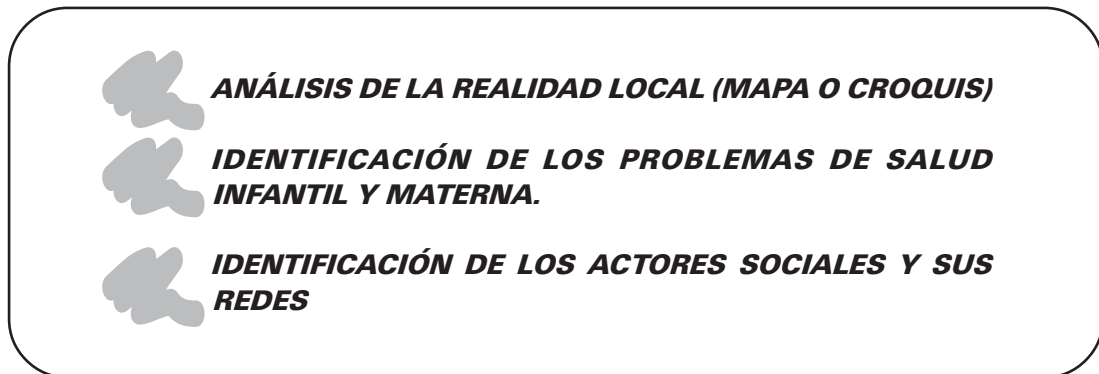 ANÁLISIS DE LA REALIDAD LOCAL (MAPA O CROQUIS)
IDENTIFICACIÓN DE LOS PROBLEMAS DE SALUD
INFANTIL Y MATERNA.
IDENTIFICACIÓN DE LOS ACTORES SOCIALES Y SUS
REDES